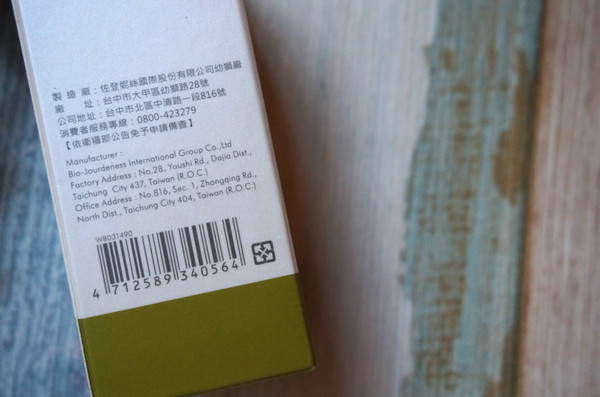 製 造 廠：佐登妮絲國際股份有限公司幼獅廠
廠 址：台中市大甲區幼獅路28號
公司地址：台中市北區中清路一段816號
消費者服務專線：0800-423279
【依衛福部公告免予申請備查】
Manufacturer :
Bio-Jourdeness International Group Co.,Ltd
Factory Address : No.28, Youshi Rd., Dajia Dist.,
Taichung City 437, Taiwan (R.O.C.)
Office Address : No.816, Sec. 1, Zhongqing Rd.,
North Dist., Taichung City 404, Taiwan (R.O.C.)
WB031490
4 712589 340564